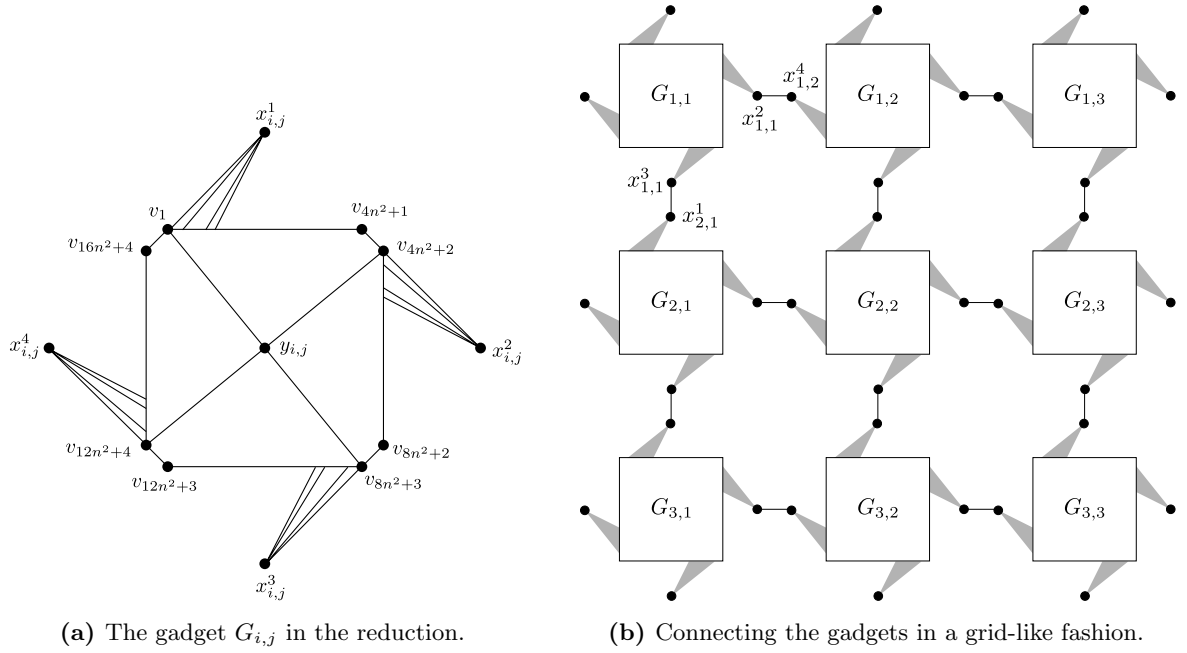 x^1_{i,j}
v_1
v_{4n^2+1}
v_{16n^2+4}
v_{4n^2+2}
x^4_{i,j}
y_{i,j}
x^2_{i,j}
v_{12n^2+4}
v_{8n^2+2}
v_{12n^2+3}
v_{8n^2+3}
x^3_{i,j}
(a) The gadget G_{i,j} in the reduction.
G_{1,1} x^4_{1,2} G_{1,2} G_{1,3}
x^2_{1,1}
x^3_{1,1}
x^1_{2,1}
G_{2,1} G_{2,2} G_{2,3}
G_{3,1} G_{3,2} G_{3,3}
(b) Connecting the gadgets in a grid-like fashion.